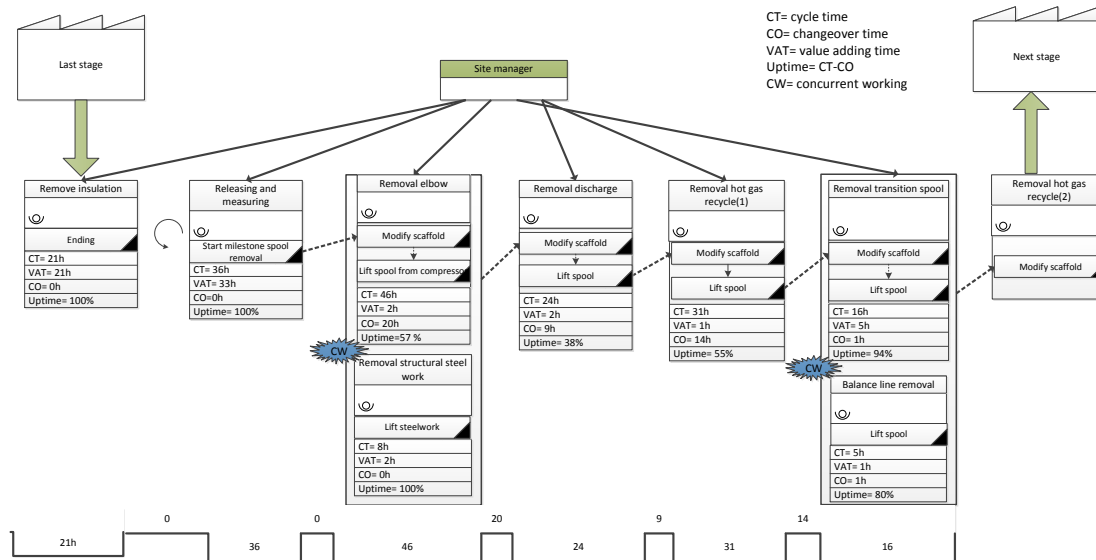 Last stage
Site manager
CT= cycle time
CO= changeover time
VAT= value adding time
Uptime= CT-CO
CW= concurrent working
Next stage
Remove insulation
Ending
CT= 21h
VAT= 21h
CO= 0h
Uptime= 100%
Releasing and
measuring
Start milestone spool
removal
CT= 36h
VAT= 33h
CO=0h
Uptime= 100%
Removal elbow
Modify scaffold
Lift spool from compressor
CT= 46h
VAT= 2h
CO= 20h
Uptime=57 %
CW
Removal structural steel
work
Lift steelwork
CT= 8h
VAT= 2h
CO= 0h
Uptime= 100%
Removal discharge
Modify scaffold
Lift spool
CT= 24h
VAT= 2h
CO= 9h
Uptime= 38%
Removal hot gas
recycle(1)
Modify scaffold
Lift spool
CT= 31h
VAT= 1h
CO= 14h
Uptime= 55%
Removal transition spool
Modify scaffold
Lift spool
CT= 16h
VAT= 5h
CO= 1h
Uptime= 94%
CW
Balance line removal
Lift spool
CT= 5h
VAT= 1h
CO= 1h
Uptime= 80%
Removal hot gas
recycle(2)
Modify scaffold
0
0
20
9
14
21h
36
46
24
31
16